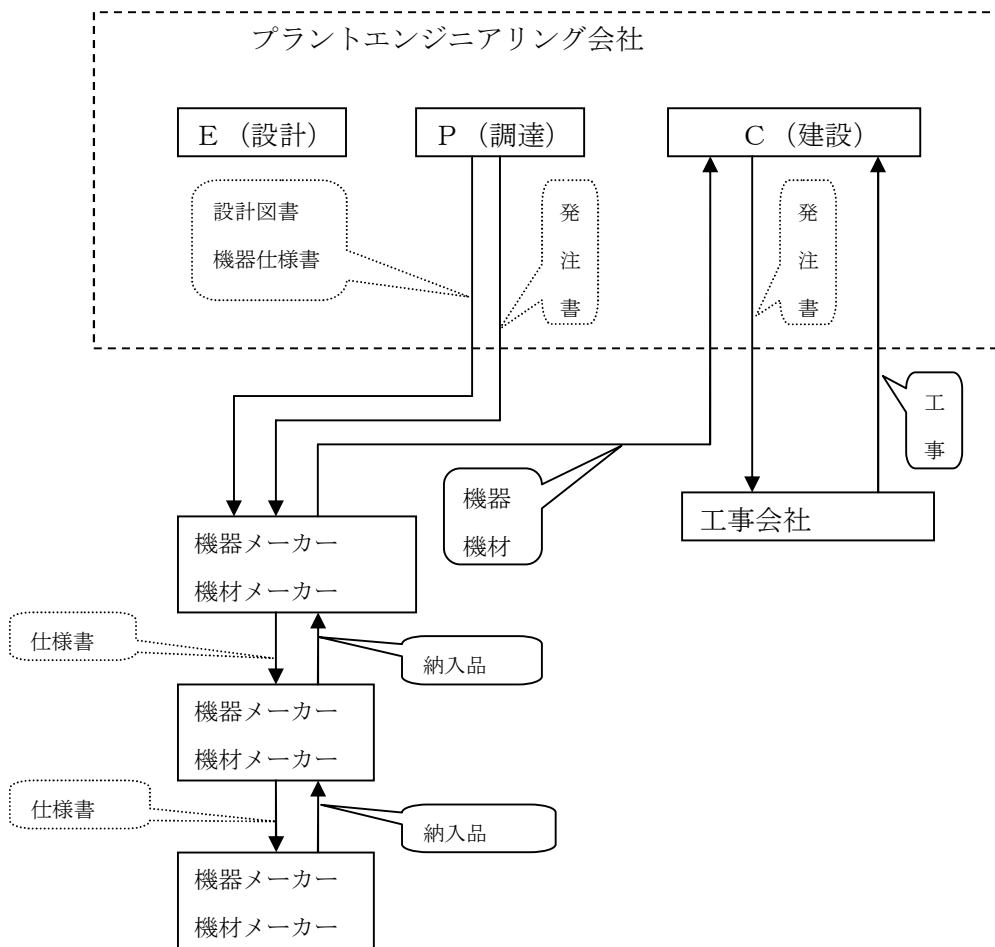 プラントエンジニアリング会社
E (設計)
P (調達)
C (建設)
設計図書
機器仕様書
発
注
書
発
注
書
工
事
機器
機材
工事会社
機器メーカー
機材メーカー
仕様書
納入品
機器メーカー
機材メーカー
仕様書
納入品
機器メーカー
機材メーカー